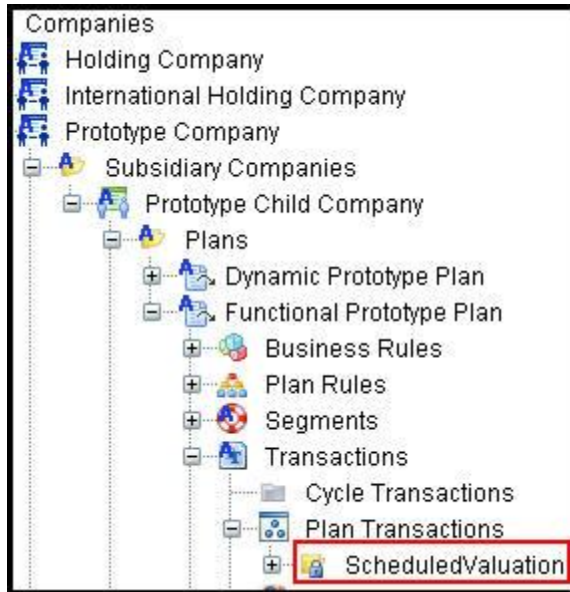 Companies
Holding Company
International Holding Company
Prototype Company
Subsidiary Companies
Prototype Child Company
Plans
Dynamic Prototype Plan
Functional Prototype Plan
Business Rules
Plan Rules
Segments
Transactions
Cycle Transactions
Plan Transactions
ScheduledValuation